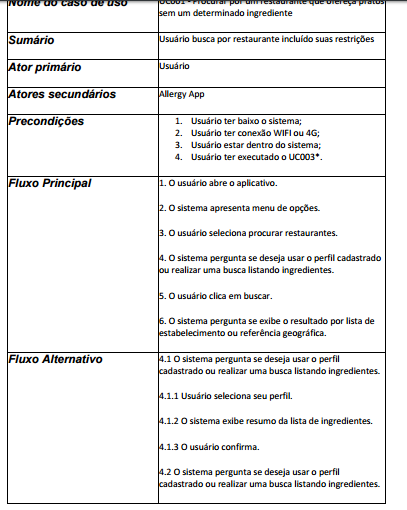 Nome do caso de uso
UC001 - Procurar por um restaurante que ofereça pratos
sem um determinado ingrediente
Sumário
Usuário busca por restaurante incluído suas restrições
Ator primário
Usuário
Atores secundários
Allergy App
Precondições
1. Usuário ter baixo o sistema;
2. Usuário ter conexão WIFI ou 4G;
3. Usuário estar dentro do sistema;
4. Usuário ter executado o UC003*.
Fluxo Principal
1. O usuário abre o aplicativo.
2. O sistema apresenta menu de opções.
3. O usuário seleciona procurar restaurantes.
4. O sistema pergunta se deseja usar o perfil cadastrado
ou realizar uma busca listando ingredientes.
5. O usuário clica em buscar.
6. O sistema pergunta se exibe o resultado por lista de
estabelecimento ou referência geográfica.
Fluxo Alternativo
4.1 O sistema pergunta se deseja usar o perfil
cadastrado ou realizar uma busca listando ingredientes.
4.1.1 Usuário seleciona seu perfil.
4.1.2 O sistema exibe resumo da lista de ingredientes.
4.1.3 O usuário confirma.
4.2 O sistema pergunta se deseja usar o perfil
cadastrado ou realizar uma busca listando ingredientes.